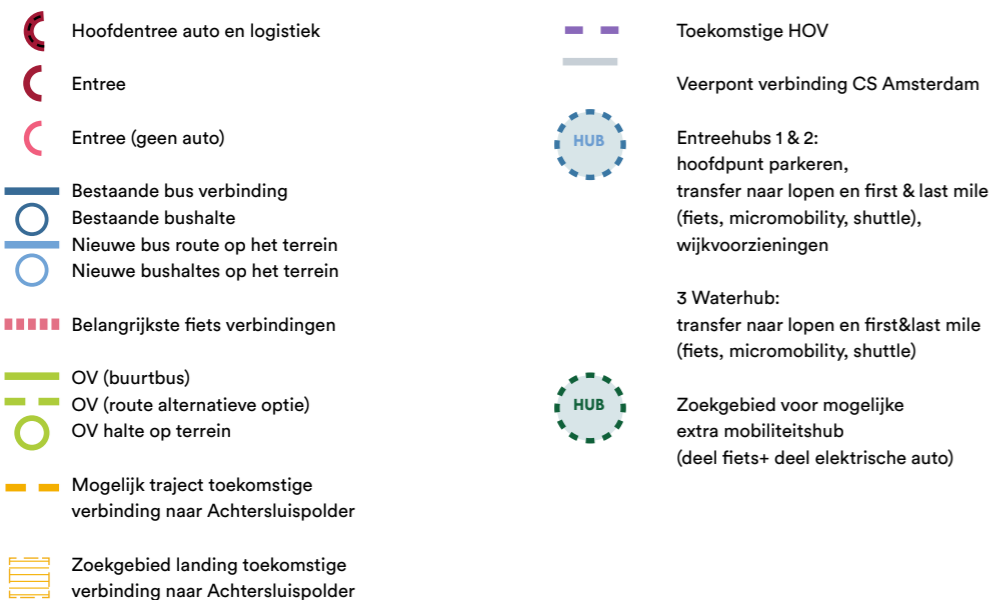 Hoofdentree auto en logistiek
Entree
Entree (geen auto)
Bestaande bus verbinding
Bestaande bushalte
Nieuwe bus route op het terrein
Nieuwe bushaltes op het terrein
Belangrijkste fiets verbindingen
OV (buurtbus)
OV (route alternatieve optie)
OV halte op terrein
Mogelijk traject toekomstige
verbinding naar Achtersluispolder
Zoekgebied landing toekomstige
verbinding naar Achtersluispolder
Toekomstige HOV
Veerpont verbinding CS Amsterdam
HUB
Entreehubs 1 & 2:
hoofdpunt parkeren,
transfer naar lopen en first & last mile
(fiets, micromobility, shuttle),
wijkvoorzieningen
3 Waterhub:
transfer naar lopen en first&last mile
(fiets, micromobility, shuttle)
HUB
Zoekgebied voor mogelijke
extra mobiliteitshub
(deel fiets+ deel elektrische auto)